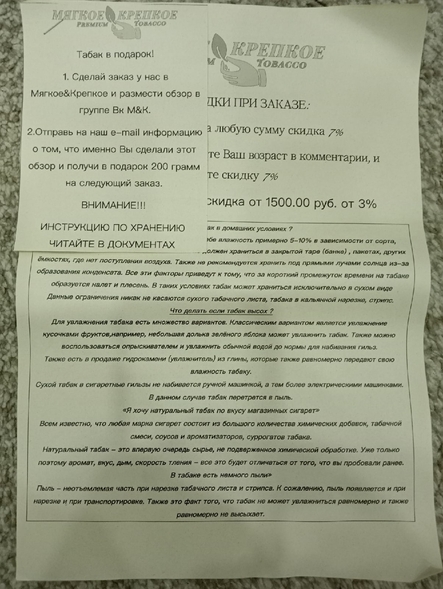 МЯГКОЕ КРЕПКОЕ
PREMIUM TOBACCO
Табак в подарок!
1. Сделай заказ у нас в
Мягкое&Крепкое и размести обзор в
группе Вк М&К.
2.Отправь на наш e-mail информацию
о том, что именно Вы сделали этот
обзор и получи в подарок 200 грамм
на следующий заказ.
ВНИМАНИЕ!!!
ИНСТРУКЦИЮ ПО ХРАНЕНИЮ
ЧИТАЙТЕ В ДОКУМЕНТАХ
КРЕПКОЕ
TOBACCO
ДКИ ПРИ ЗАКАЗЕ:
а любую сумму скидка 7%
те Ваш возраст в комментарии, и
те скидку 7%
скидка от 1500.00 руб. от 3%
ак в домашних условиях ?
ебе влажность примерно 5-10% в зависимости от сорта,
должен храниться в закрытой таре (банка) , пакетах, других
ёмкостях, где нет поступления воздуха. Также не рекомендуется хранить под прямыми лучами солнца из-за
образования конденсата. Все эти факторы приведут к тому, что за короткий промежуток времени на табаке
образуется налет и плесень. В таких условиях табак может храниться исключительно в сухом виде
Данные ограничения никак не касаются сухого табачного листа, табака в кальянной нарезке, стрипс.
Что делать если табак высох ?
Для увлажнения табака есть множество вариантов. Классическим вариантом является увлажнение
кусочками фруктов,например, небольшая долька зелёного яблока может увлажнить табак. Также можно
воспользоваться опрыскивателем и увлажнить обычной водой до нормы для набивания гильз.
Также есть в продаже гидрокамни (увлажнитель) из глины, которые также равномерно передают свою
влажность табаку.
Сухой табак в сигаретные гильзы не набивается ручной машинкой, а тем более электрическими машинками.
В данном случае табак перетрется в пыль.
«Я хочу натуральный табак по вкусу магазинных сигарет»
Всем известно, что любая марка сигарет состоит из большого количества химических добавок, табачной
смеси, соусов и ароматизаторов, суррогатов табака.
Натуральный табак – это впервую очередь сырье, не подверженное химической обработке. Уже только
поэтому аромат, вкус, дым, скорость тления – все это будет отличаться от того, что вы пробовали ранее.
В табаке есть немного пыли»
Пыль – неотъемлемая часть при нарезке табачного листа и стрипса. К сожалению, пыль появляется и при
нарезке и при транспортировке. Также это факт того, что табак не может увлажняться равномерно и также
равномерно не высыхает.